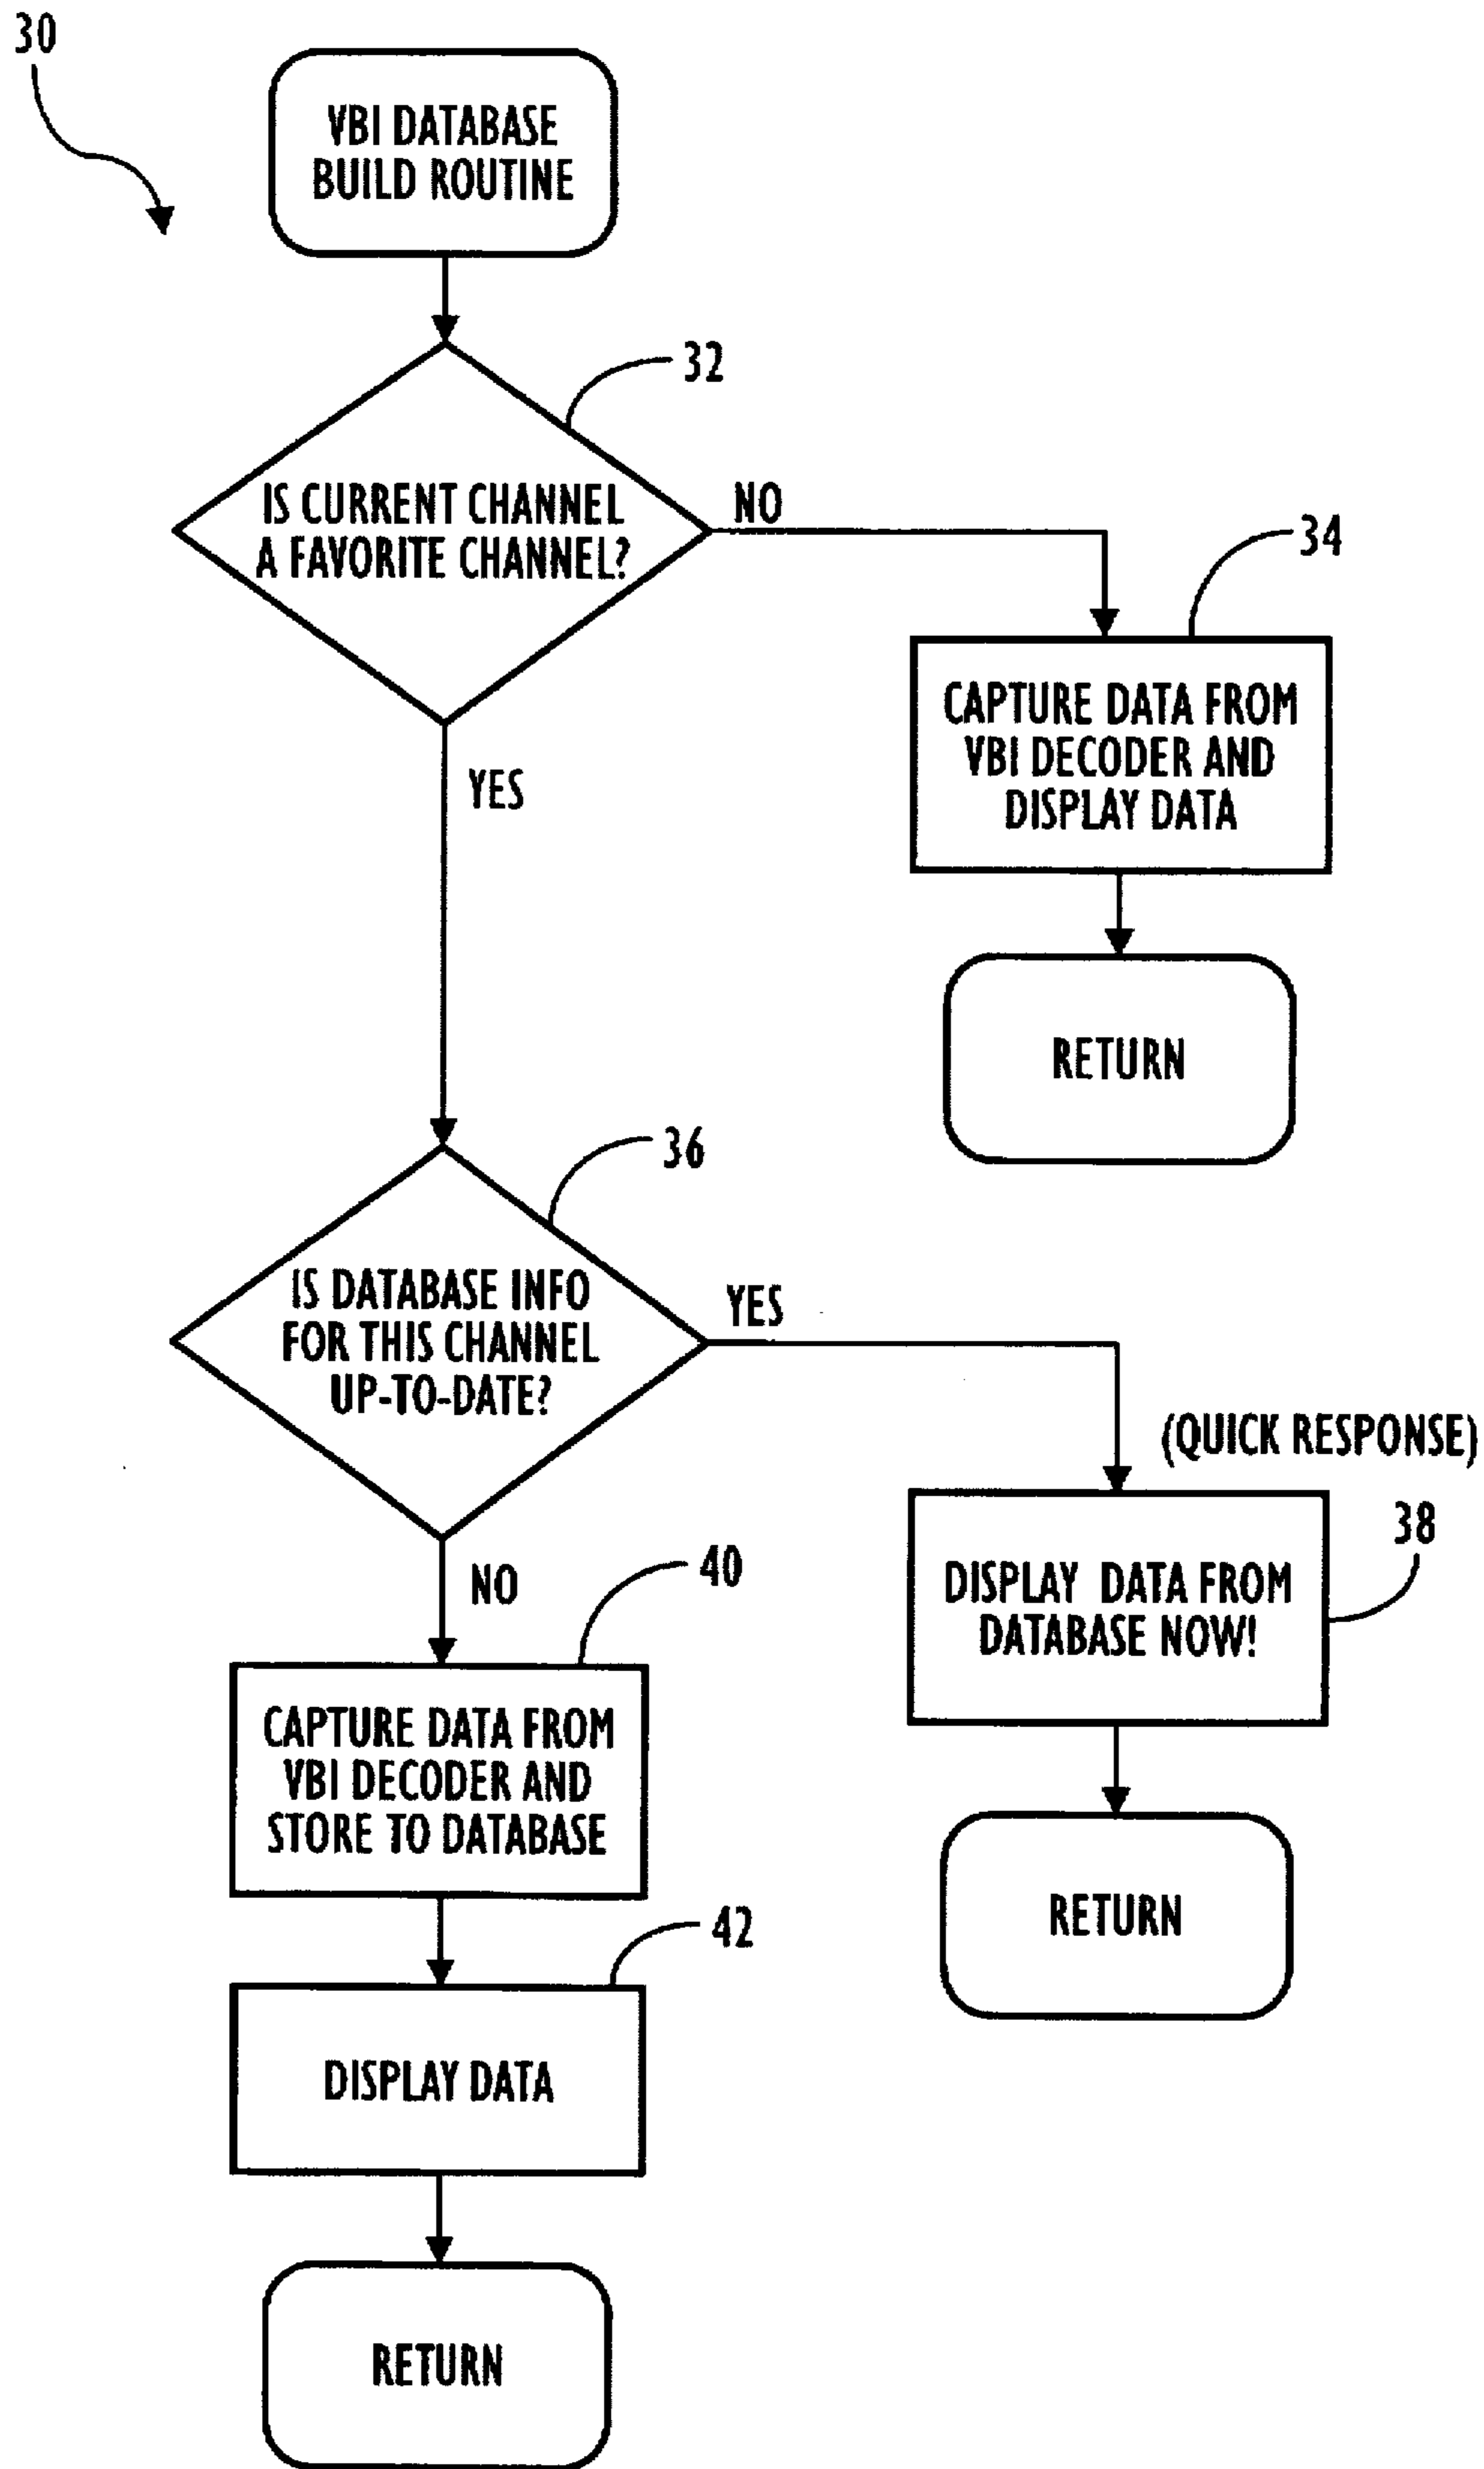 30
VBI DATABASE
BUILD ROUTINE
32
IS CURRENT CHANNEL
A FAVORITE CHANNEL?
NO
34
CAPTURE DATA FROM
VBI DECODER AND
DISPLAY DATA
YES
RETURN
36
IS DATABASE INFO
FOR THIS CHANNEL
UP-TO-DATE?
YES
(QUICK RESPONSE)
38
DISPLAY DATA FROM
DATABASE NOW!
NO
40
CAPTURE DATA FROM
VBI DECODER AND
STORE TO DATABASE
RETURN
42
DISPLAY DATA
RETURN